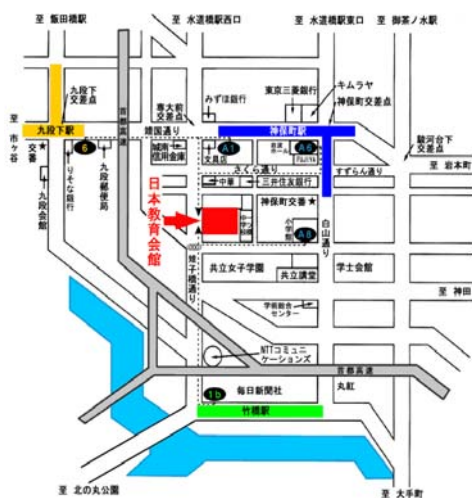 至 飯田橋駅
至 水道橋駅西口
至 水道橋駅東口
至 御茶ノ水駅
九段下
交差点
首都高速
専大前
交差点
みずほ銀行
東京三菱銀行
キムラヤ
神保町交差点
至 市ヶ谷
九段下駅
靖国通り
神保町駅
駿河台下
交差点
交番
6
城南
信用金庫
A1
文具店
岩波
ホール
A6
さくら通り
すずらん通り
至 岩本町
九段会館
りそな銀行
九段郵便局
中華
三井住友銀行
日本教育会館
神保町交番
小学館
A8
白山通り
雉子橋通り
共立女子学園
共立講堂
学士会館
至 神田
学術総合
センター
NTTコミュニ
ケーションズ
首都高速
丸紅
1b
毎日新聞社
竹橋駅
至 北の丸公園
至 大手町